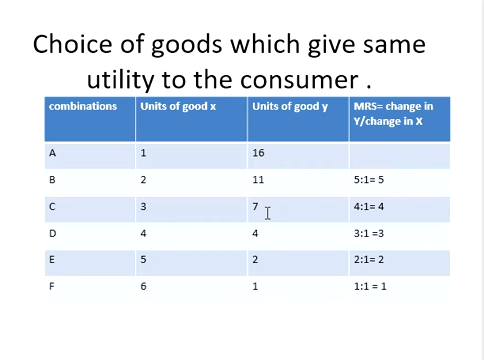 Choice of goods which give same
utility to the consumer .
combinations Units of good x Units of good y MRS= change in
Y/change in X
A 1 16
B 2 11 5:1= 5
C 3 7 4:1= 4
D 4 4 3:1 =3
E 5 2 2:1= 2
F 6 1 1:1 = 1